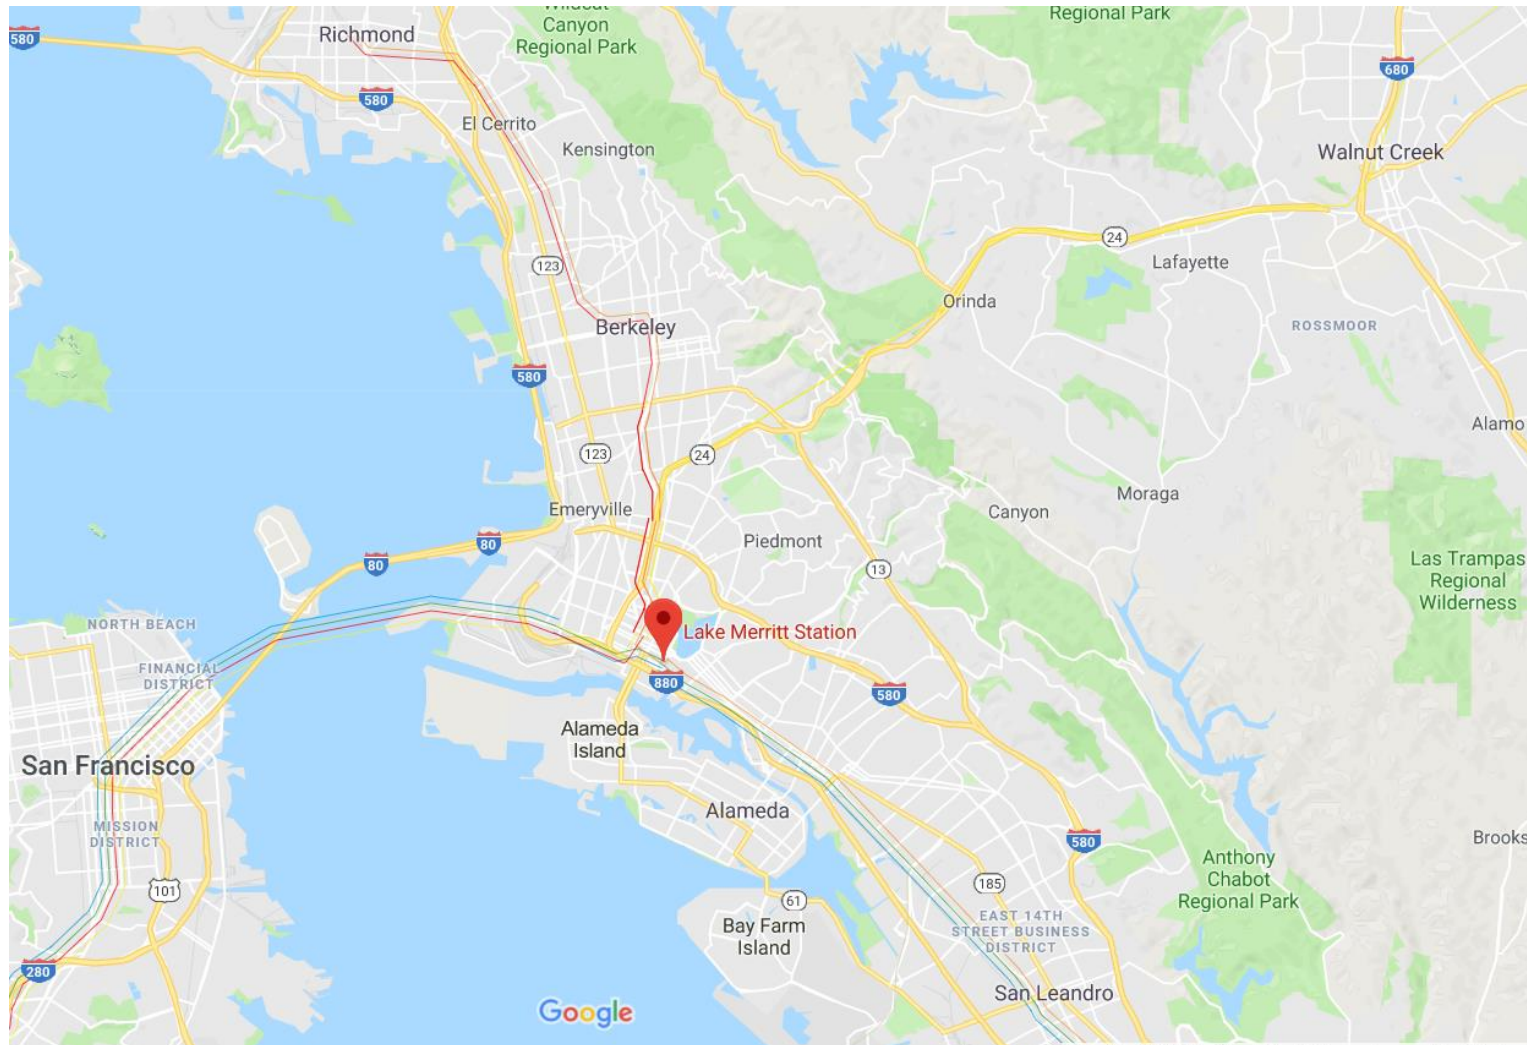 Wildcat
Canyon
Regional Park
Regional Park
Richmond
580
680
580
El Cerrito
Kensington
Walnut Creek
24
Lafayette
123
Orinda
Berkeley
ROSSMOOR
580
Alamo
123
24
Moraga
Emeryville
Canyon
80
Piedmont
80
13
Las Trampas
Regional
Wilderness
NORTH BEACH
Lake Merritt Station
FINANCIAL
DISTRICT
880
580
Alameda
Island
San Francisco
Alameda
MISSION
DISTRICT
580
Brooks
101
185
Anthony
Chabot
Regional Park
61
Bay Farm
Island
EAST 14TH
STREET BUSINESS
DISTRICT
280
San Leandro
Google